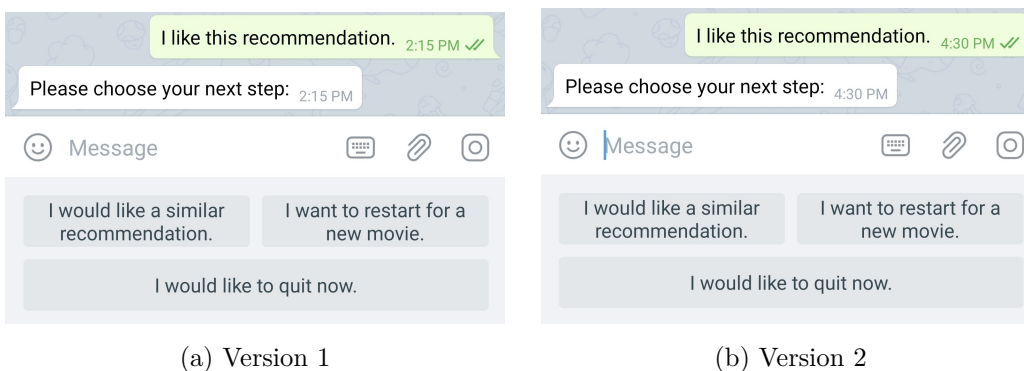 I like this recommendation. 2:15 PM
Please choose your next step: 2:15 PM
Message
I would like a similar
recommendation.
I want to restart for a
new movie.
I would like to quit now.
(a) Version 1
I like this recommendation. 4:30 PM
Please choose your next step: 4:30 PM
Message
I would like a similar
recommendation.
I want to restart for a
new movie.
I would like to quit now.
(b) Version 2